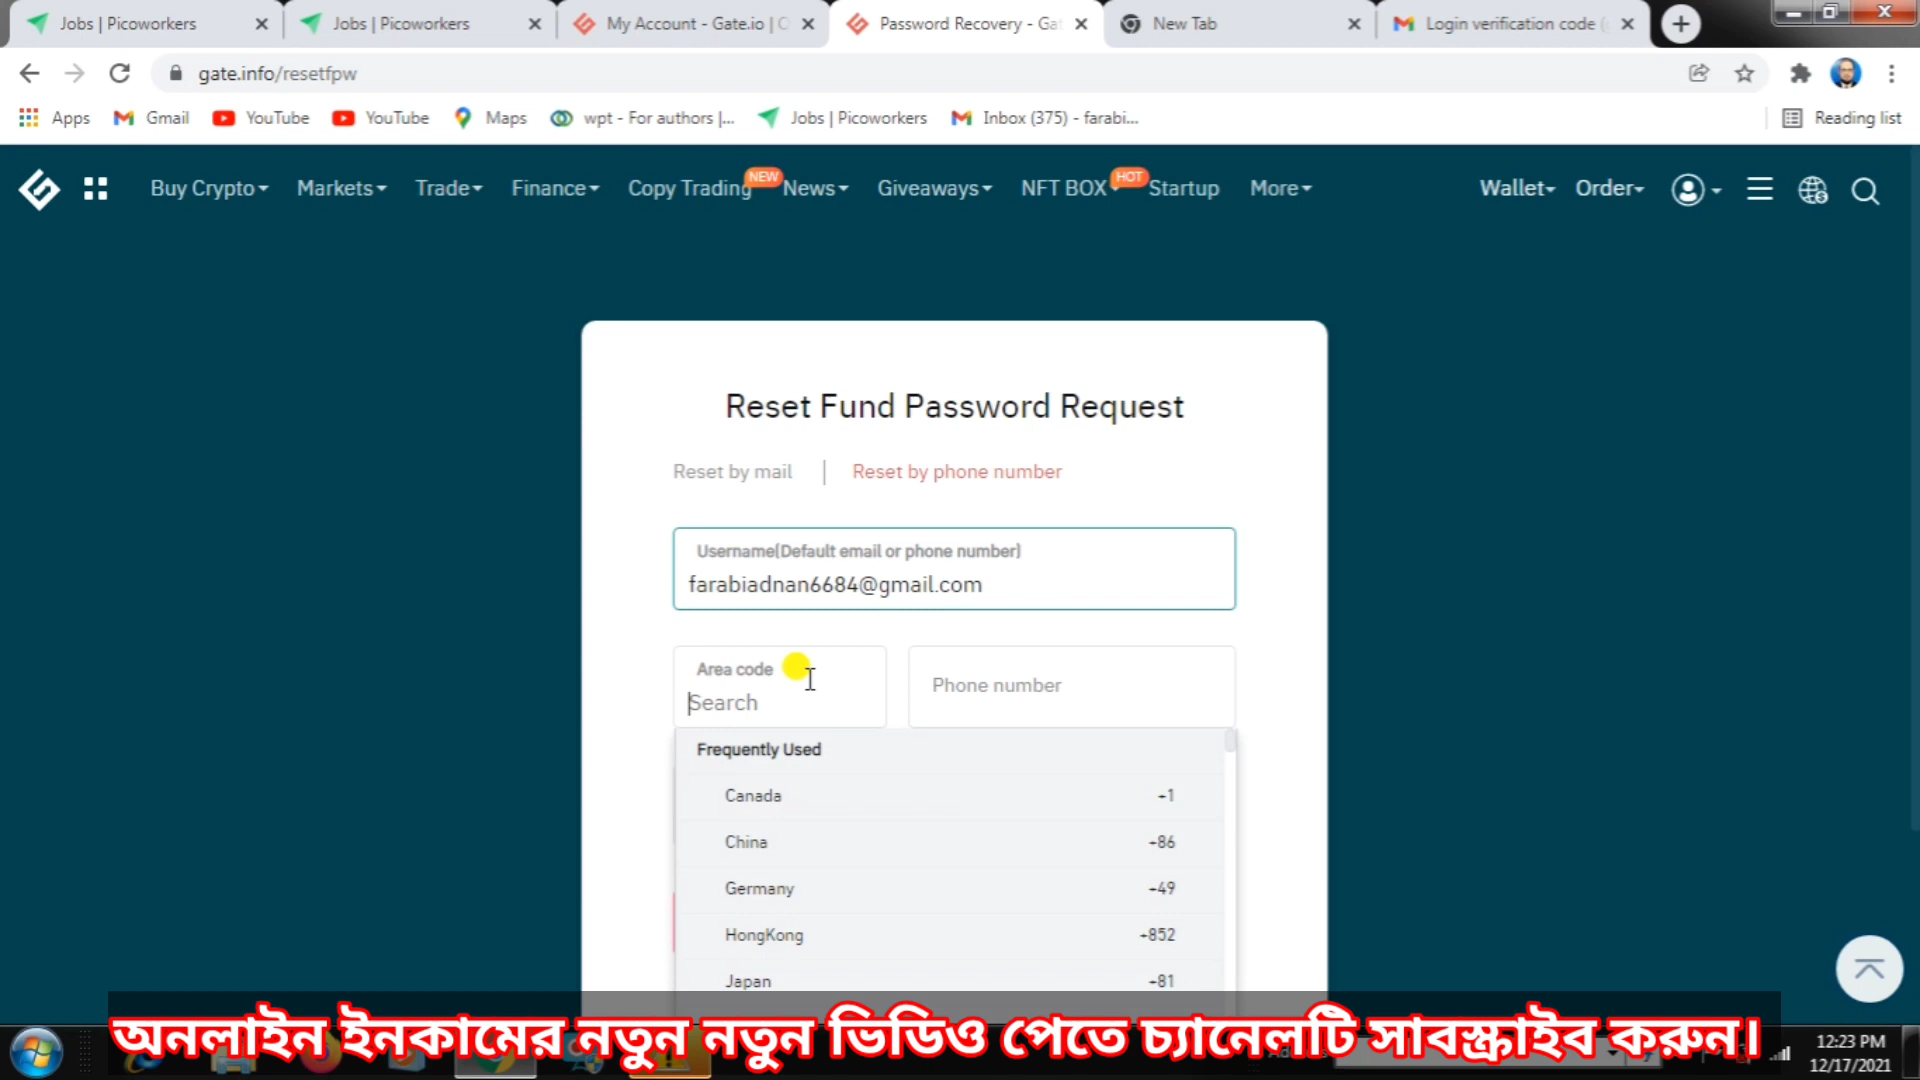 Jobs | Picoworkers
Jobs | Picoworkers
My Account - Gate.io | C
Password Recovery - Gat
New Tab
Login verification code (
gate.info/resetfpw
Apps
Gmail
YouTube
YouTube
Maps
wpt - For authors |...
Jobs | Picoworkers
Inbox (375) - farabi...
Reading list
Buy Crypto
Markets
Trade
Finance
Copy Trading
NEW
News
Giveaways
NFT BOX
HOT
Startup
More
Wallet
Order
Reset Fund Password Request
Reset by mail | Reset by phone number
Username(Default email or phone number)
farabiadnan6684@gmail.com
Area code
Search
Phone number
Frequently Used
Canada +1
China +86
Germany +49
HongKong +852
Japan +81
অনলাইন ইনকামের নতুন নতুন ভিডিও পেতে চ্যানেলটি সাবস্ক্রাইব করুন।
12:23 PM
12/17/2021